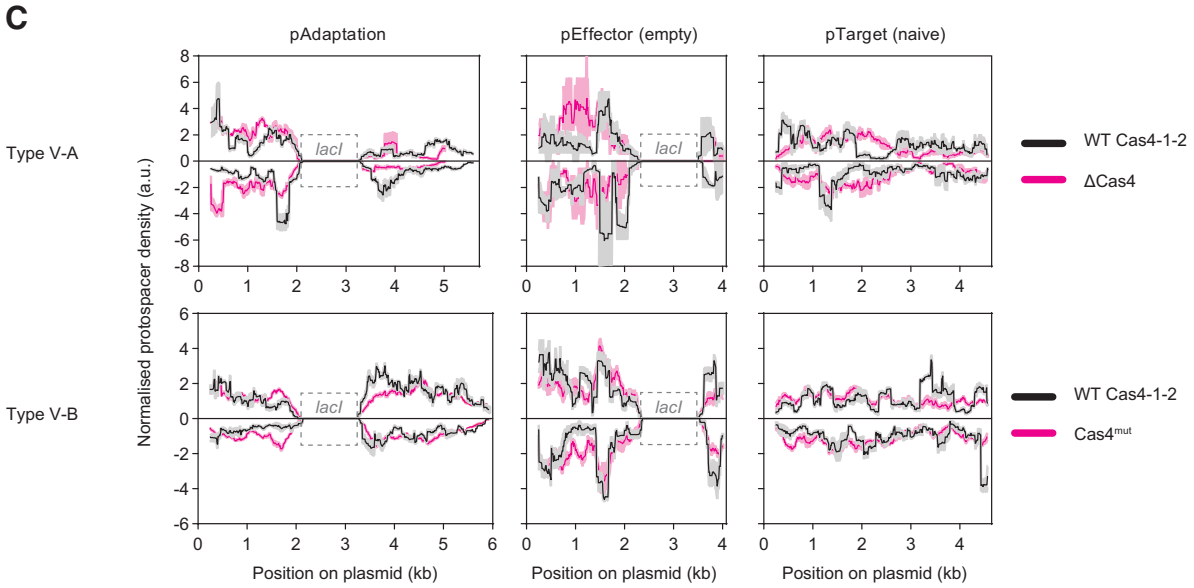 C
pAdaptation
pEffector (empty)
pTarget (naive)
Type V-A
Normalised protospacer density (a.u.)
8
6
4
2
0
-2
-4
-6
-8
lacI
lacI
0 1 2 3 4 5
0 1 2 3 4
0 1 2 3 4
WT Cas4-1-2
ΔCas4
Type V-B
6
4
2
0
-2
-4
-6
lacI
lacI
0 1 2 3 4 5 6
0 1 2 3 4
0 1 2 3 4
WT Cas4-1-2
Cas4mut
Position on plasmid (kb)
Position on plasmid (kb)
Position on plasmid (kb)